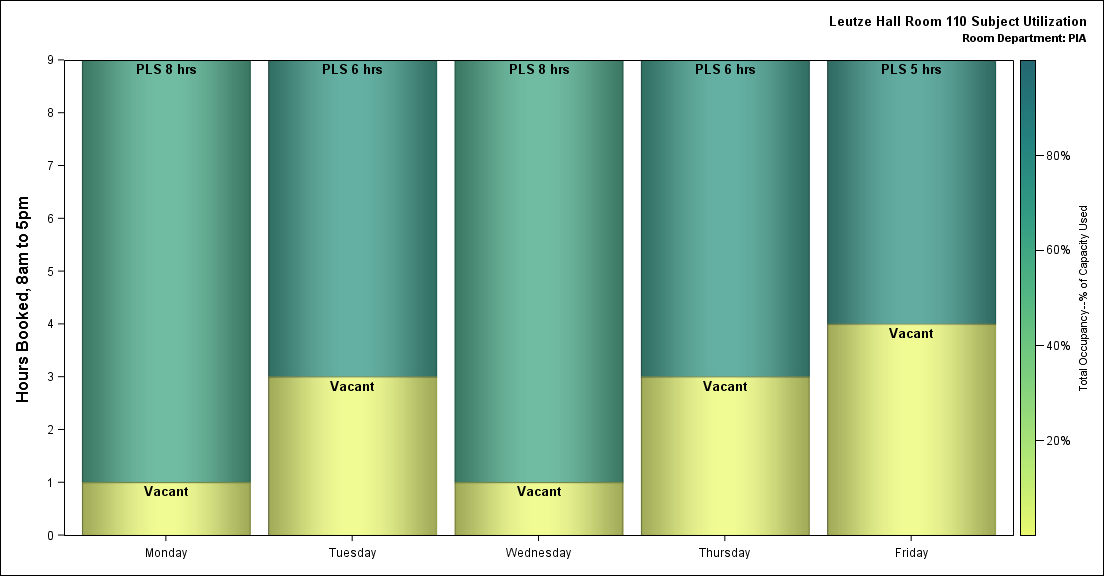 Leutze Hall Room 110 Subject Utilization
Room Department: PIA
Hours Booked, 8am to 5pm
9
8
7
6
5
4
3
2
1
0
PLS 8 hrs
PLS 6 hrs
PLS 8 hrs
PLS 6 hrs
PLS 5 hrs
Vacant
Vacant
Vacant
Vacant
Vacant
Monday
Tuesday
Wednesday
Thursday
Friday
80%
60%
40%
20%
Total Occupancy--% of Capacity Used